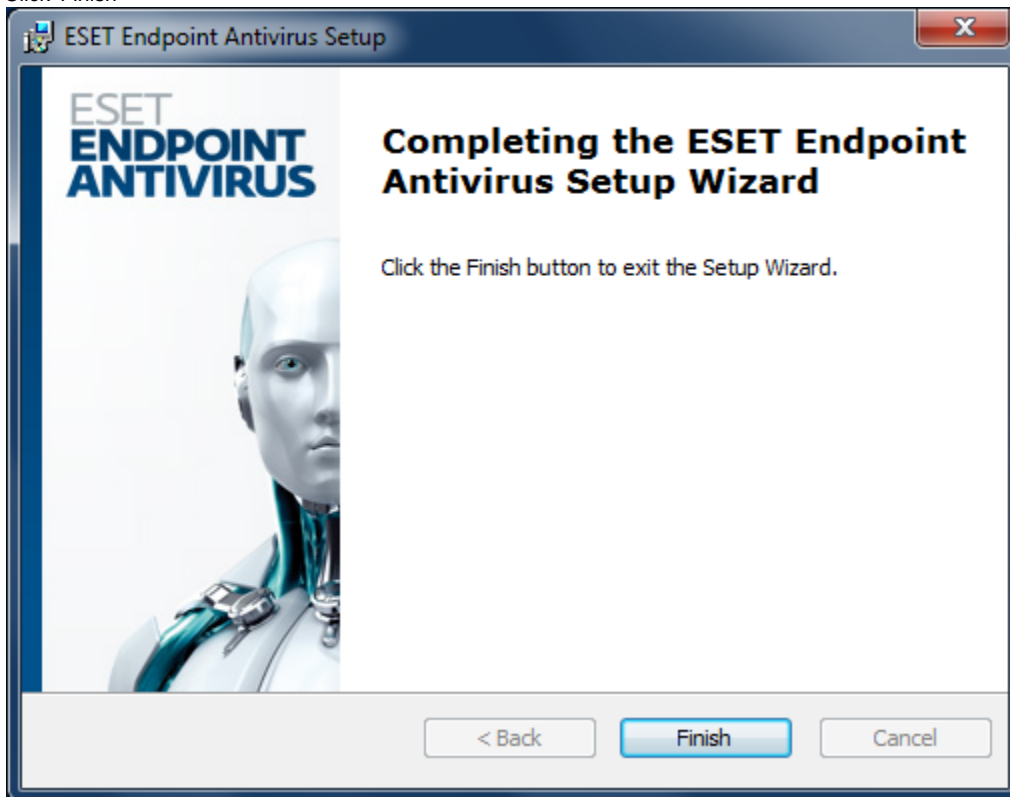 ESET Endpoint Antivirus Setup
ESET
ENDPOINT
ANTIVIRUS
Completing the ESET Endpoint
Antivirus Setup Wizard
Click the Finish button to exit the Setup Wizard.
< Back
Finish
Cancel